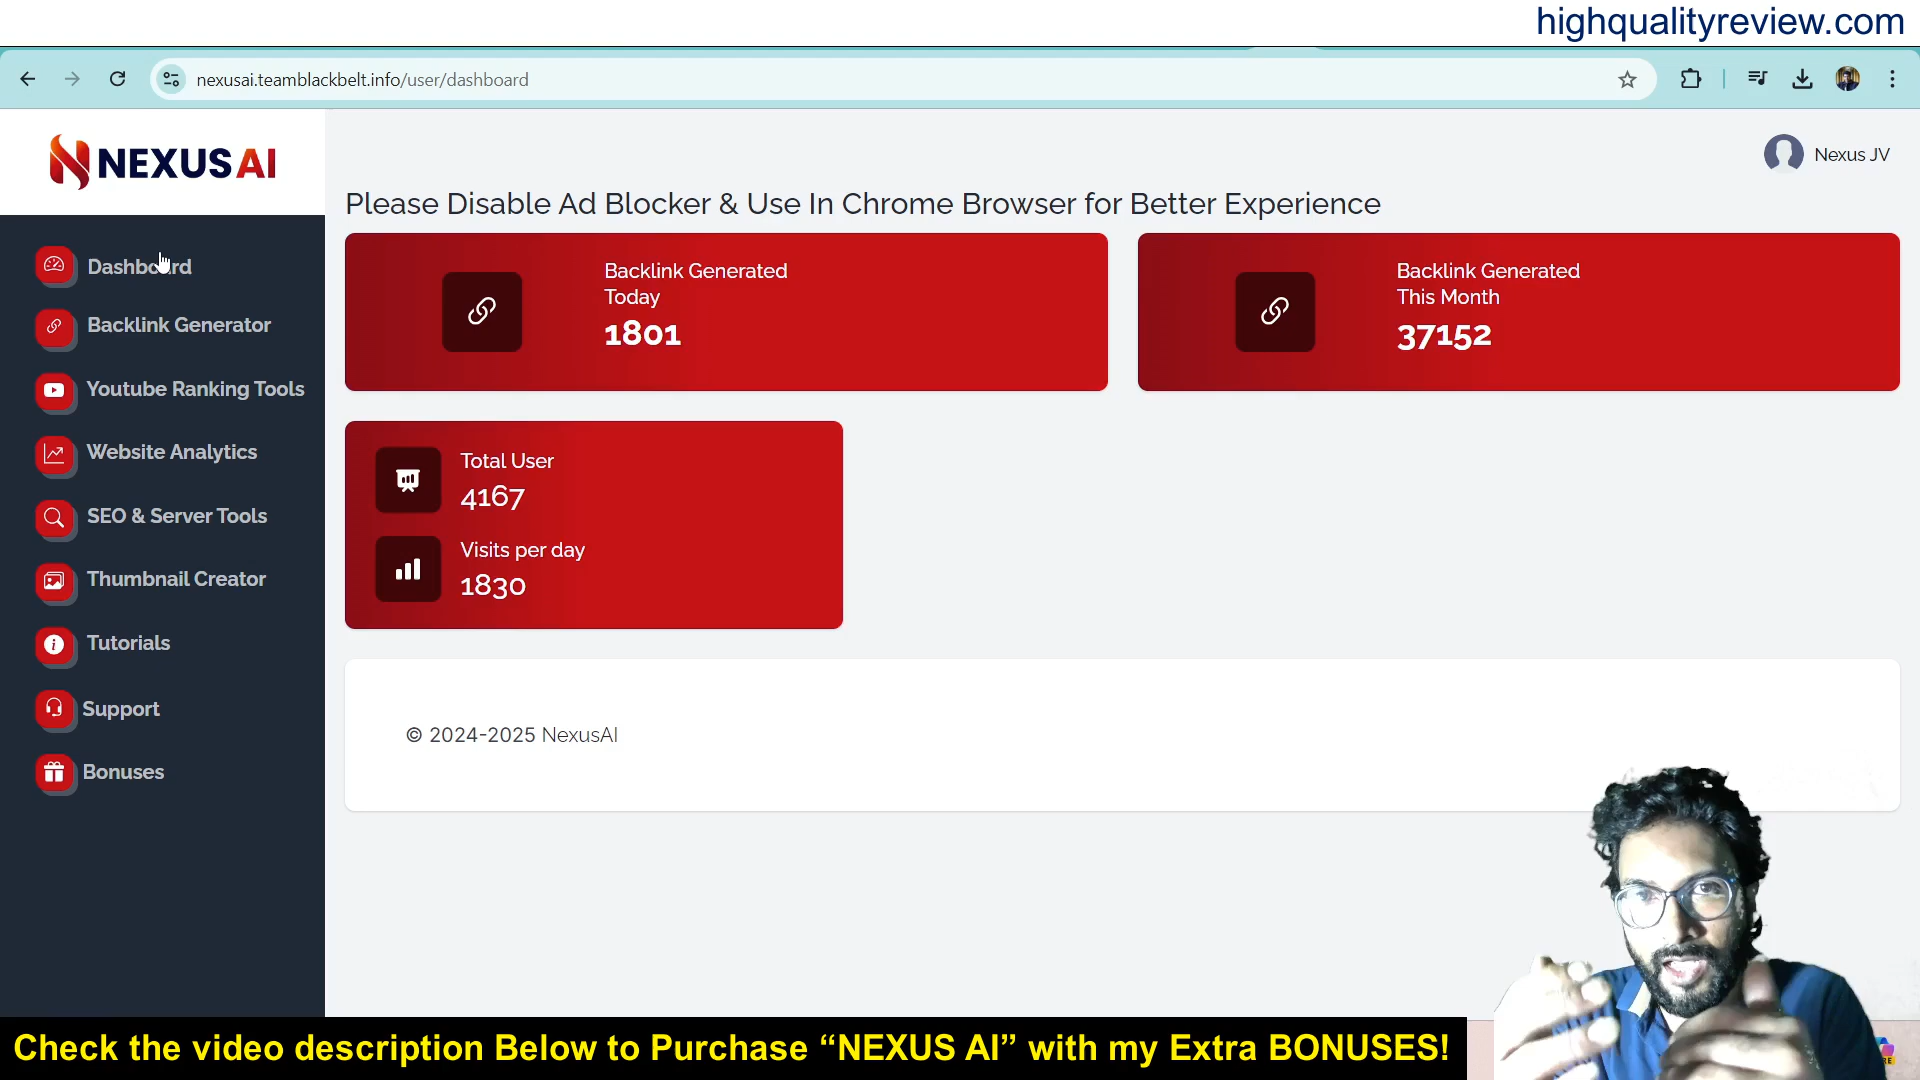 highqualityreview.com
nexusai.teamblackbelt.info/user/dashboard
NEXUS AI
Nexus JV
Please Disable Ad Blocker & Use In Chrome Browser for Better Experience
Dashboard
Backlink Generator
Youtube Ranking Tools
Website Analytics
SEO & Server Tools
Thumbnail Creator
Tutorials
Support
Bonuses
Backlink Generated
Today
1801
Backlink Generated
This Month
37152
Total User
4167
Visits per day
1830
© 2024-2025 NexusAI
Check the video description Below to Purchase “NEXUS AI” with my Extra BONUSES!